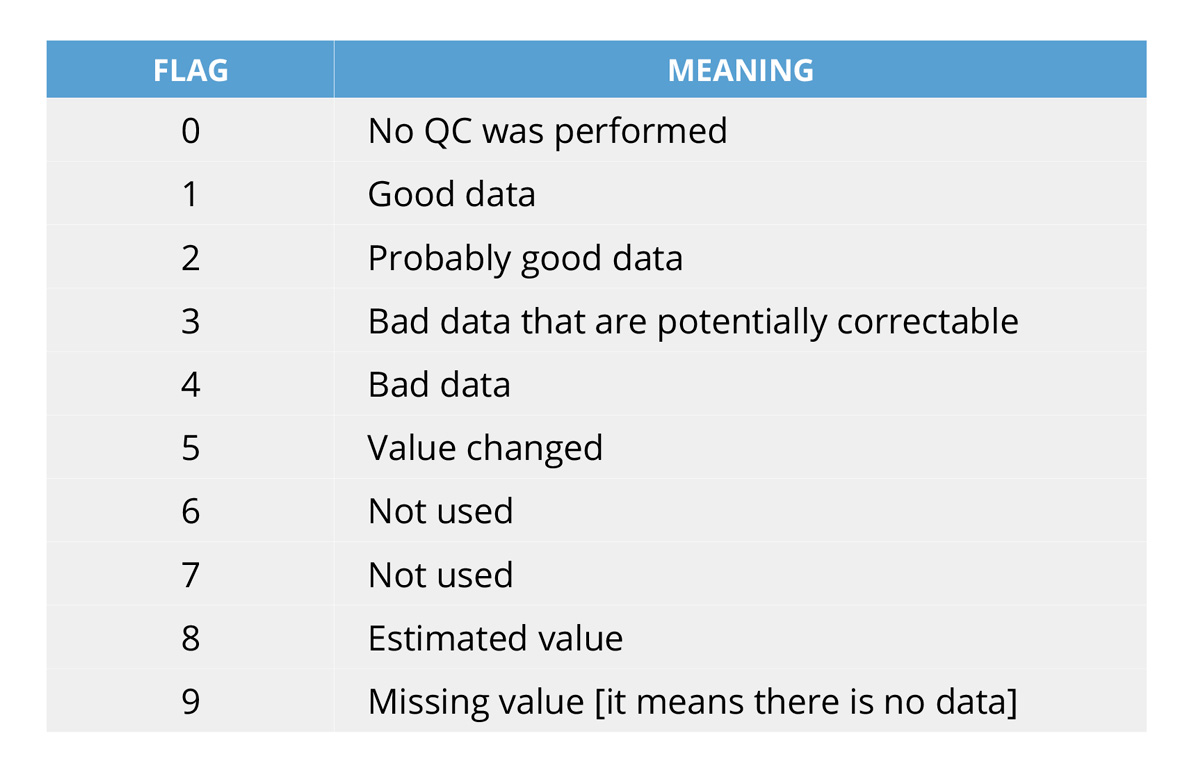 FLAG MEANING
0 No QC was performed
1 Good data
2 Probably good data
3 Bad data that are potentially correctable
4 Bad data
5 Value changed
6 Not used
7 Not used
8 Estimated value
9 Missing value [it means there is no data]